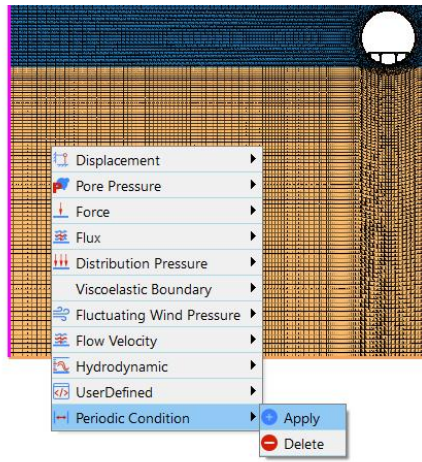 Displacement
Pore Pressure
Force
Flux
Distribution Pressure
Viscoelastic Boundary
Fluctuating Wind Pressure
Flow Velocity
Hydrodynamic
UserDefined
Periodic Condition
Apply
Delete